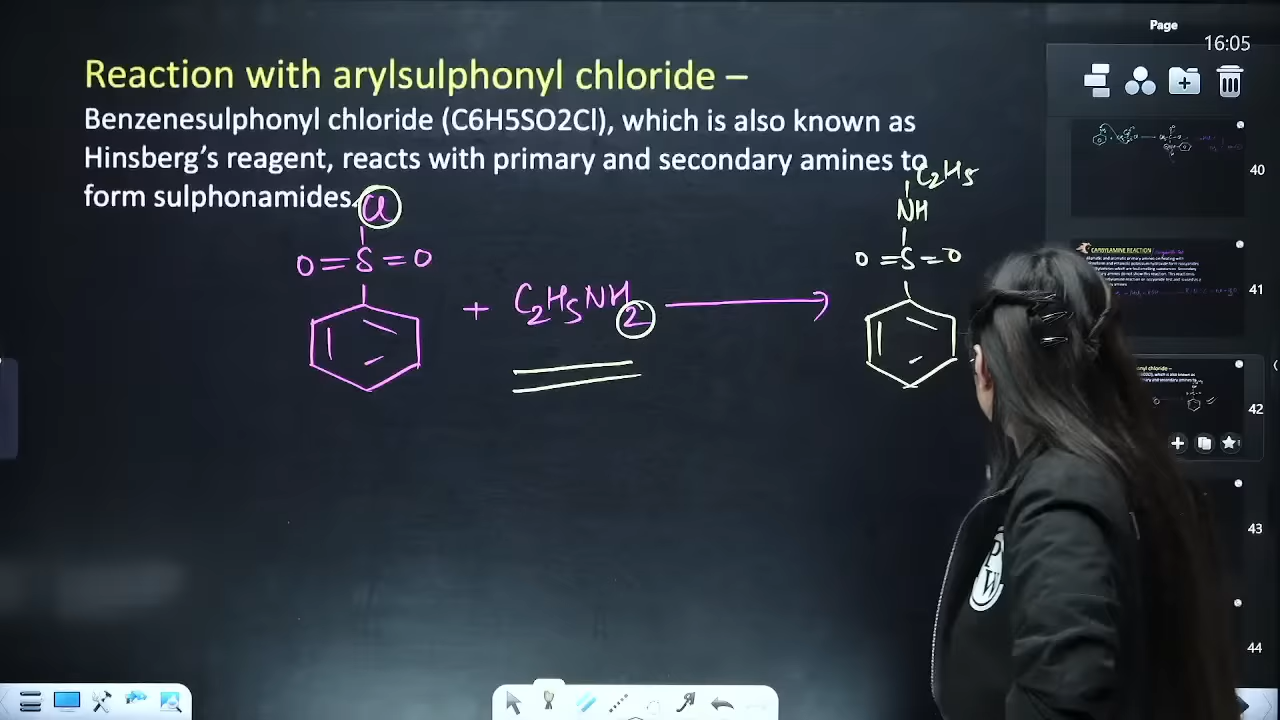 Page
16:05
Reaction with arylsulphonyl chloride –
Benzenesulphonyl chloride (C6H5SO2Cl), which is also known as
Hinsberg's reagent, reacts with primary and secondary amines to
form sulphonamides.
Cl
O=S=O
+ C2H5NH2
C2H5
NH
O=S=O
40
CARBYLAMINE REACTION
41
42
43
44
PW